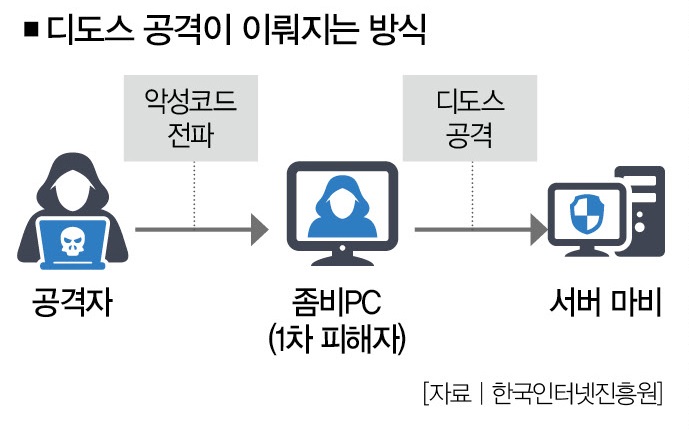 ■ 디도스 공격이 이뤄지는 방식
악성코드
전파
디도스
공격
공격자
좀비PC
(1차 피해자)
서버 마비
[자료 | 한국인터넷진흥원]